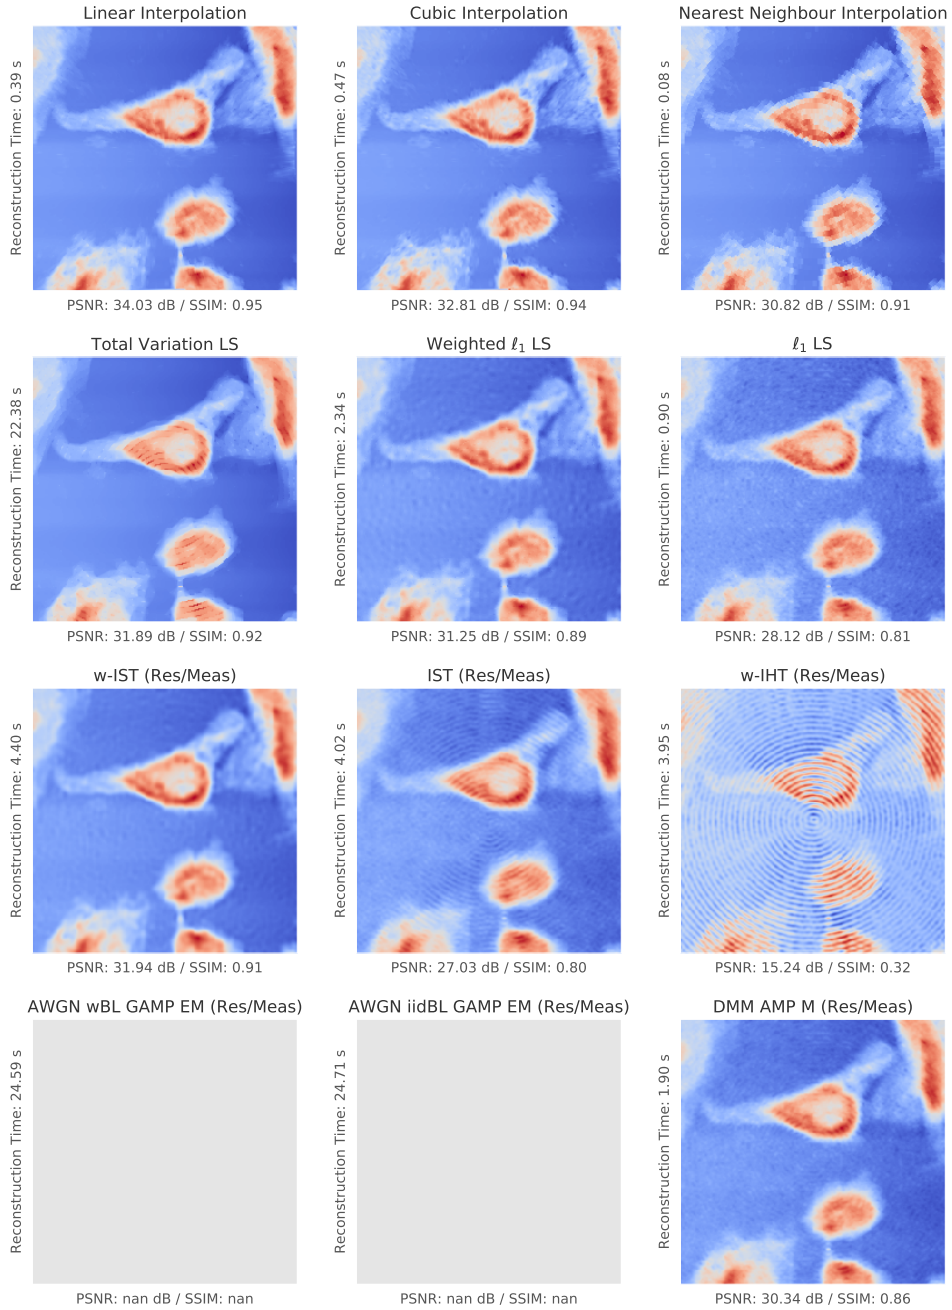 Linear Interpolation
Reconstruction Time: 0.39 s
PSNR: 34.03 dB / SSIM: 0.95
Cubic Interpolation
Reconstruction Time: 0.47 s
PSNR: 32.81 dB / SSIM: 0.94
Nearest Neighbour Interpolation
Reconstruction Time: 0.08 s
PSNR: 30.82 dB / SSIM: 0.91
Total Variation LS
Reconstruction Time: 22.38 s
PSNR: 31.89 dB / SSIM: 0.92
Weighted ℓ₁ LS
Reconstruction Time: 2.34 s
PSNR: 31.25 dB / SSIM: 0.89
ℓ₁ LS
Reconstruction Time: 0.90 s
PSNR: 28.12 dB / SSIM: 0.81
w-IST (Res/Meas)
Reconstruction Time: 4.40 s
PSNR: 31.94 dB / SSIM: 0.91
IST (Res/Meas)
Reconstruction Time: 4.02 s
PSNR: 27.03 dB / SSIM: 0.80
w-IHT (Res/Meas)
Reconstruction Time: 3.95 s
PSNR: 15.24 dB / SSIM: 0.32
AWGN wBL GAMP EM (Res/Meas)
Reconstruction Time: 24.59 s
PSNR: nan dB / SSIM: nan
AWGN iidBL GAMP EM (Res/Meas)
Reconstruction Time: 24.71 s
PSNR: nan dB / SSIM: nan
DMM AMP M (Res/Meas)
Reconstruction Time: 1.90 s
PSNR: 30.34 dB / SSIM: 0.86